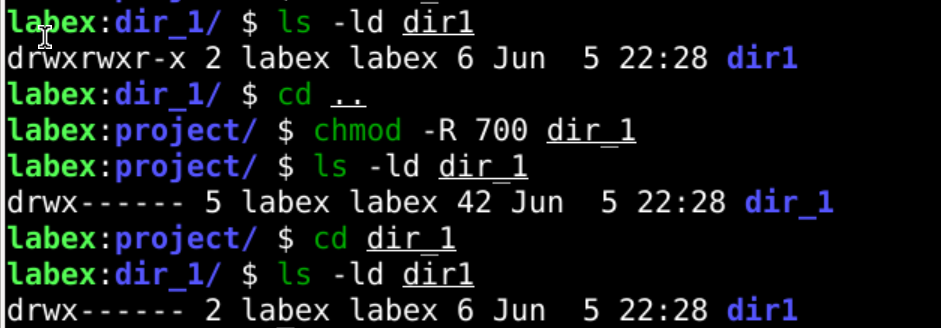 labex:dir_1/ $ ls -ld dir1
drwxrwxr-x 2 labex labex 6 Jun  5 22:28 dir1
labex:dir_1/ $ cd ..
labex:project/ $ chmod -R 700 dir_1
labex:project/ $ ls -ld dir_1
drwx------ 5 labex labex 42 Jun  5 22:28 dir_1
labex:project/ $ cd dir_1
labex:dir_1/ $ ls -ld dir1
drwx------ 2 labex labex 6 Jun  5 22:28 dir1